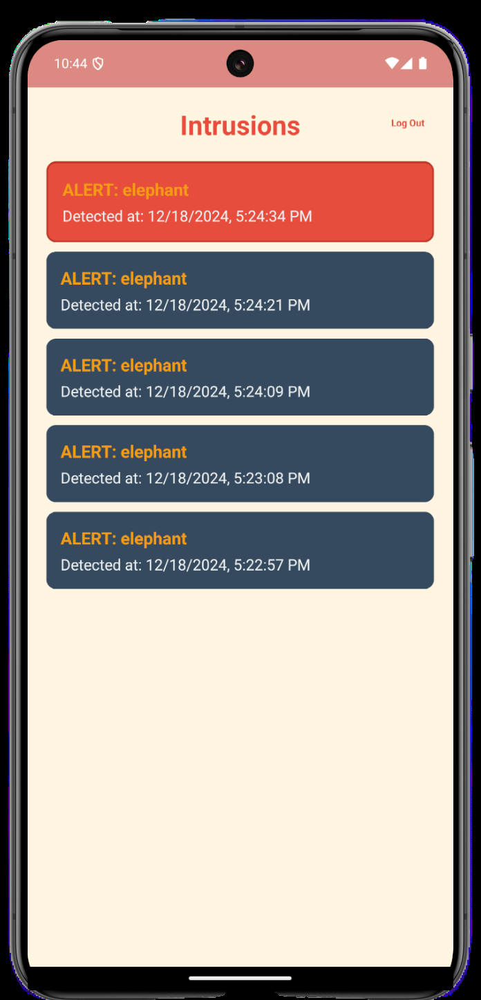 10:44
Intrusions
Log Out
ALERT: elephant
Detected at: 12/18/2024, 5:24:34 PM
ALERT: elephant
Detected at: 12/18/2024, 5:24:21 PM
ALERT: elephant
Detected at: 12/18/2024, 5:24:09 PM
ALERT: elephant
Detected at: 12/18/2024, 5:23:08 PM
ALERT: elephant
Detected at: 12/18/2024, 5:22:57 PM